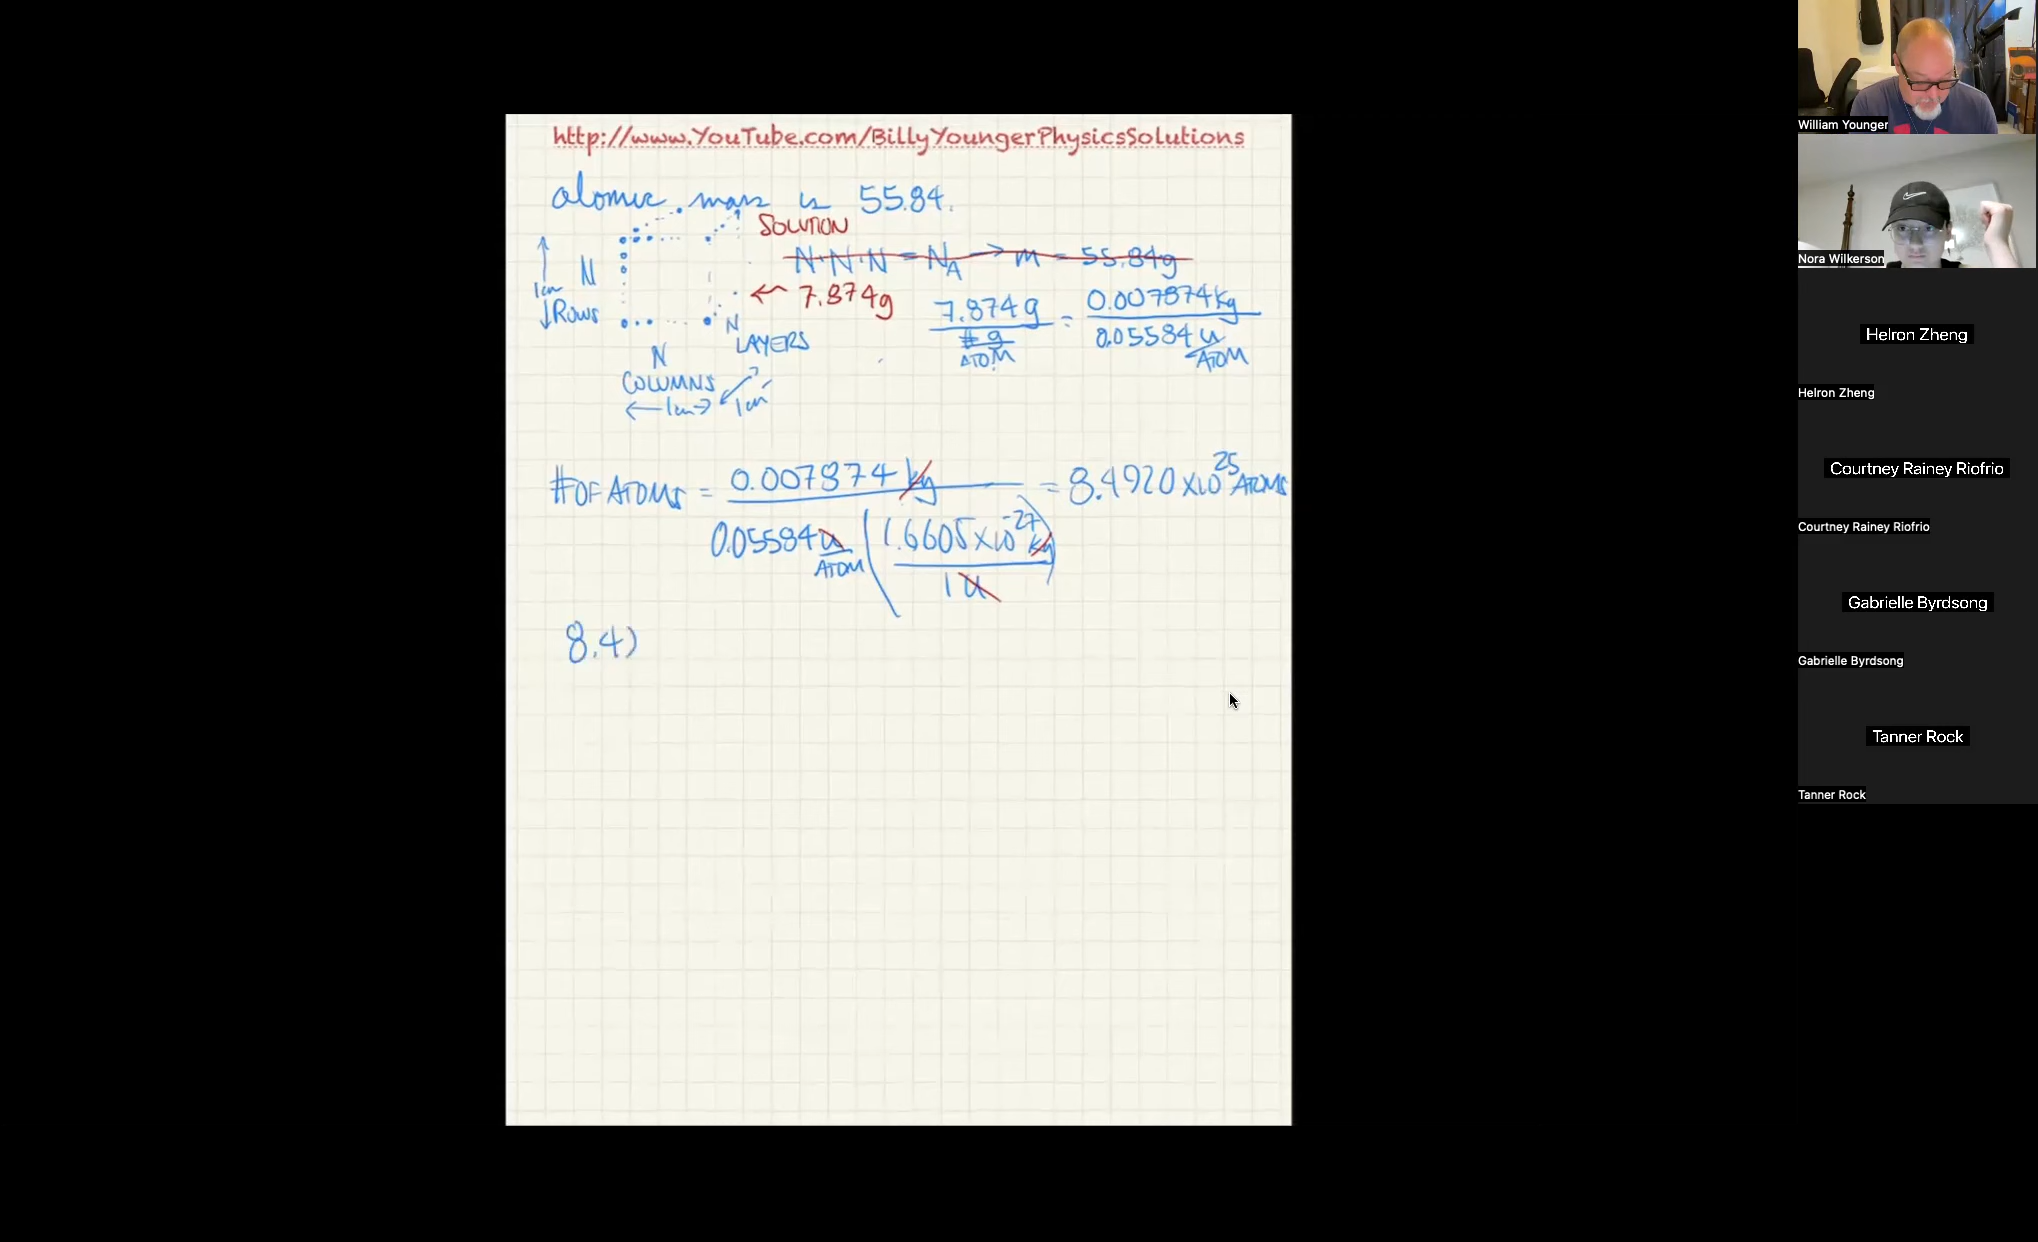 http://www.YouTube.com/BillyYoungerPhysicsSolutions
atomic mass is 55.84.
SOLUTION
N·N·N = N_A → m = 55.84g
← 7.874g
7.874g / # g/ATOM = 0.007874kg / 0.05584 u/ATOM
1cm
N
ROWS
N
LAYERS
N
COLUMNS
←1cm→
1cm
# OF ATOMS = 0.007874 kg / 0.05584 u/ATOM (1.6605×10^-27 kg / 1 u) = 8.4920 ×10^25 ATOMS
8.4)
William Younger
Nora Wilkerson
Helron Zheng
Helron Zheng
Courtney Rainey Riofrio
Courtney Rainey Riofrio
Gabrielle Byrdsong
Gabrielle Byrdsong
Tanner Rock
Tanner Rock